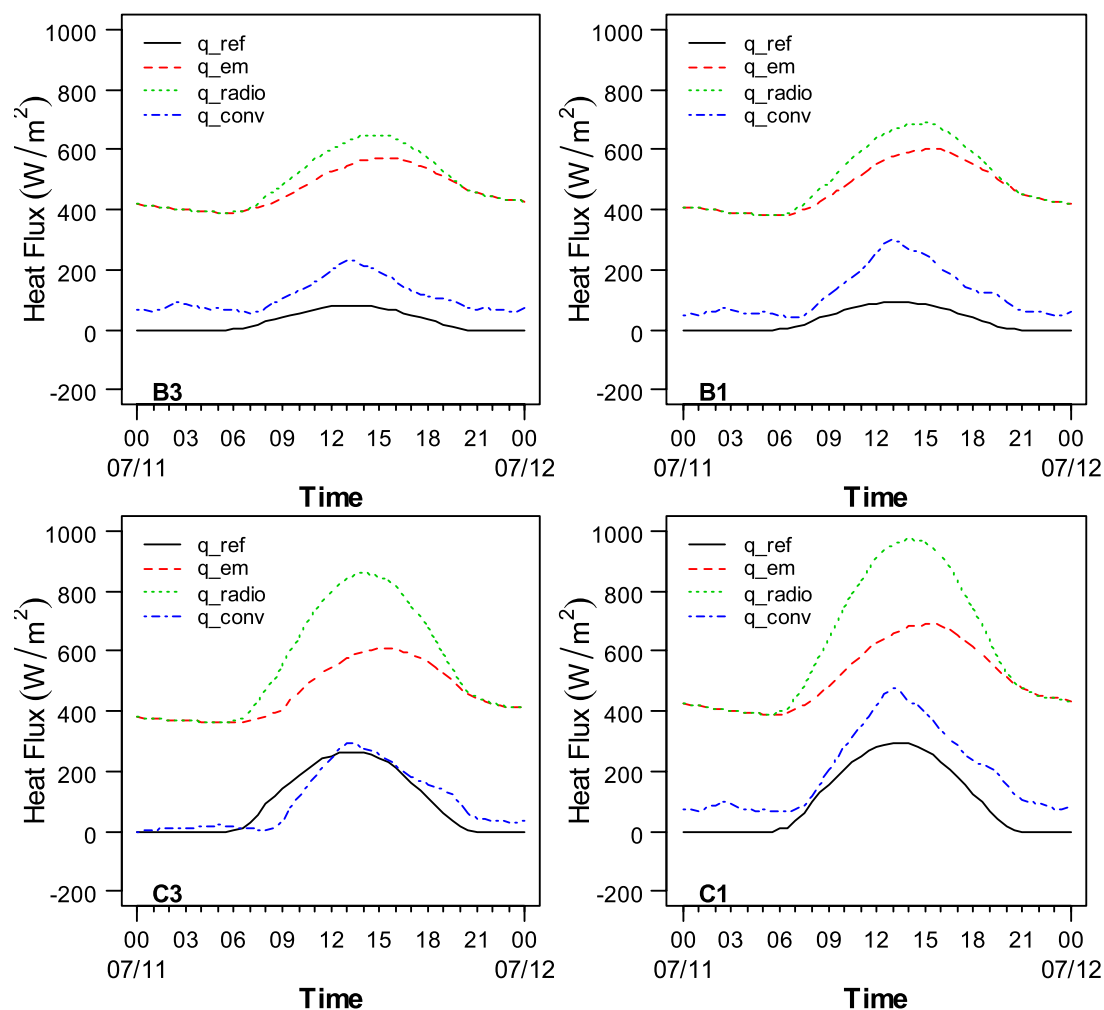 1000
800
600
400
200
0
-200
Heat Flux (W/m²)
q_ref
q_em
q_radio
q_conv
B3
00 03 06 09 12 15 18 21 00
07/11 07/12
Time
1000
800
600
400
200
0
-200
Heat Flux (W/m²)
q_ref
q_em
q_radio
q_conv
B1
00 03 06 09 12 15 18 21 00
07/11 07/12
Time
1000
800
600
400
200
0
-200
Heat Flux (W/m²)
q_ref
q_em
q_radio
q_conv
C3
00 03 06 09 12 15 18 21 00
07/11 07/12
Time
1000
800
600
400
200
0
-200
Heat Flux (W/m²)
q_ref
q_em
q_radio
q_conv
C1
00 03 06 09 12 15 18 21 00
07/11 07/12
Time